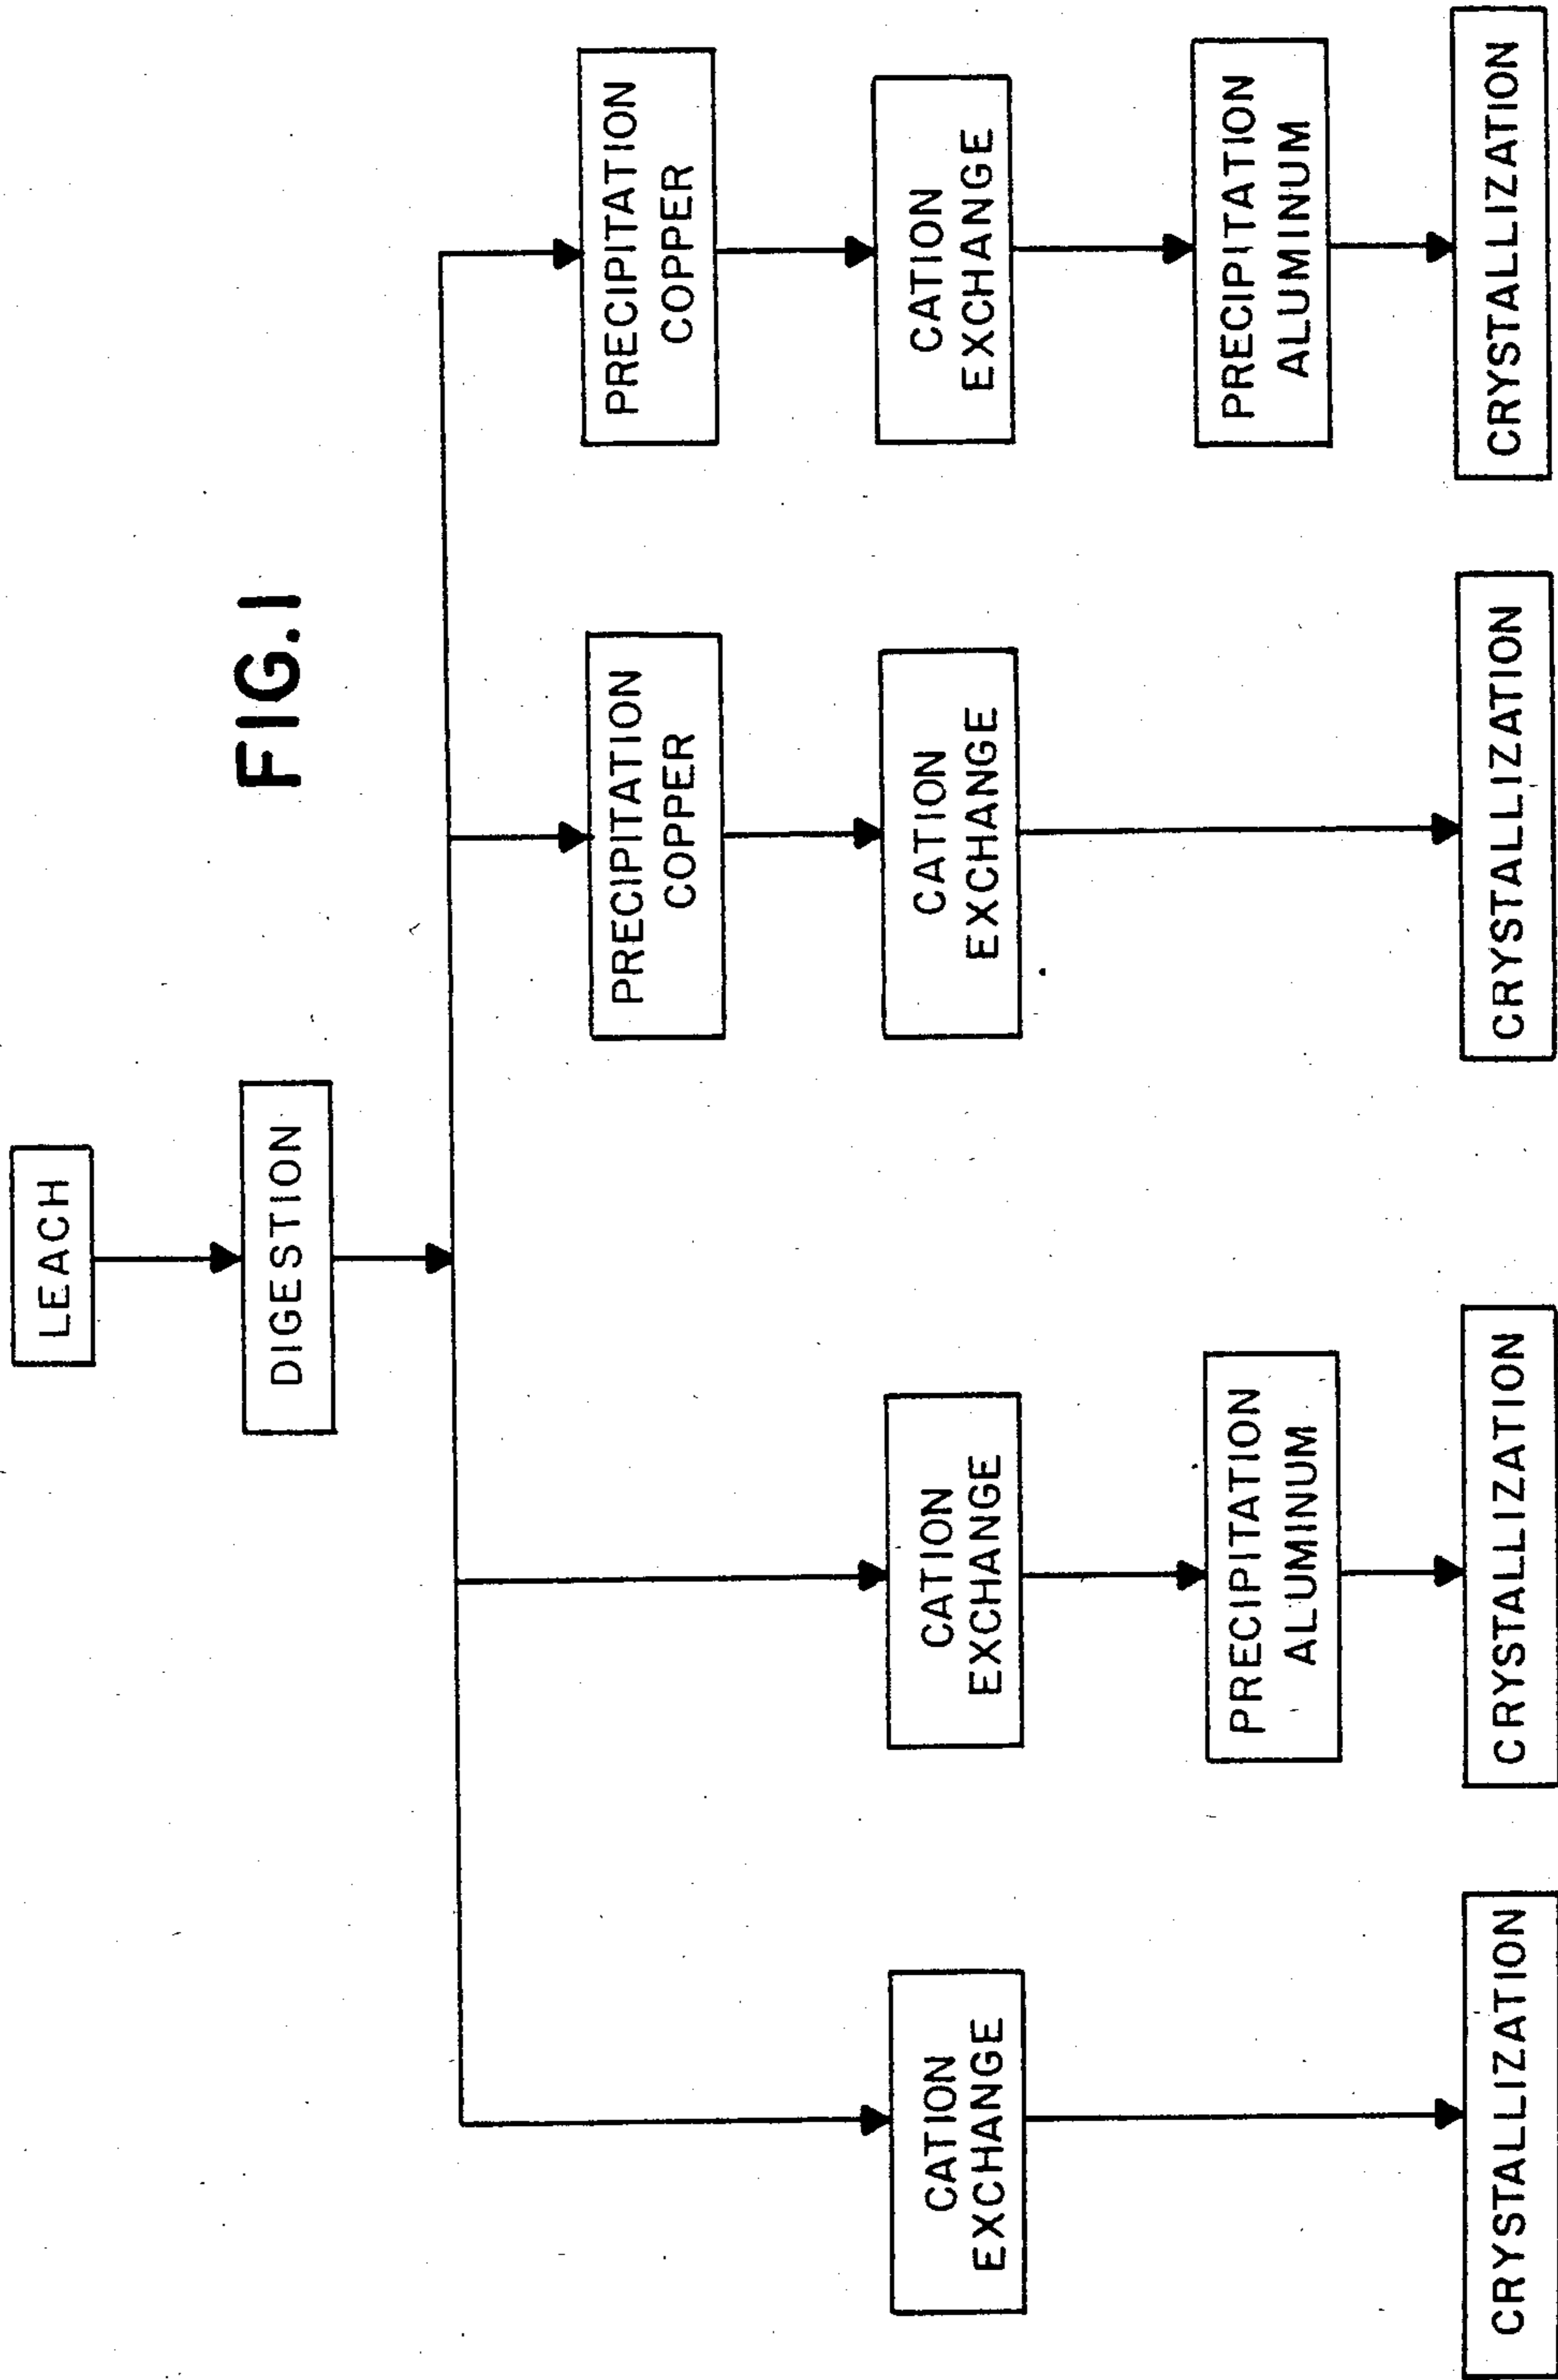 FIG. 1
LEACH
DIGESTION
CATION
EXCHANGE
CRYSTALLIZATION
CATION
EXCHANGE
PRECIPITATION
ALUMINUM
CRYSTALLIZATION
PRECIPITATION
COPPER
CATION
EXCHANGE
CRYSTALLIZATION
PRECIPITATION
COPPER
CATION
EXCHANGE
PRECIPITATION
ALUMINUM
CRYSTALLIZATION